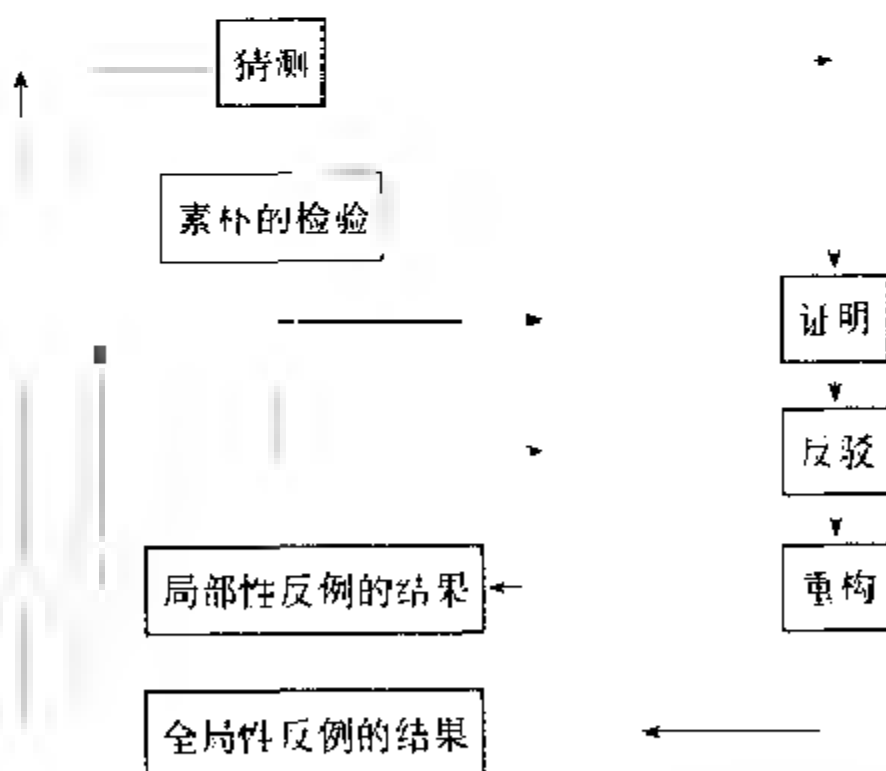 猜测
素朴的检验
证明
反驳
重构
局部性反例的结果
全局性反例的结果